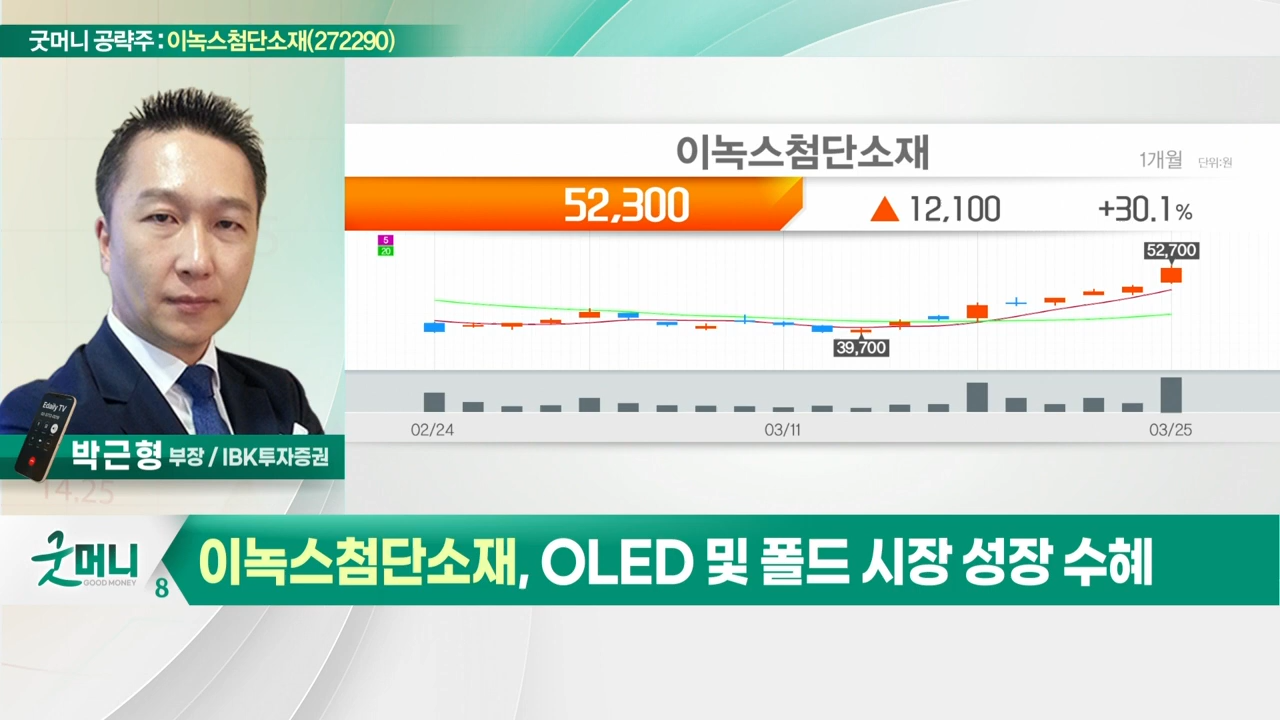 굿머니 공략주 : 이녹스첨단소재(272290)
이녹스첨단소재
1개월 단위:원
52,300 ▲ 12,100 +30.1%
5
20
52,700
39,700
02/24 03/11 03/25
Edaily TV
박근형 부장 / IBK투자증권
14.25
굿머니
GOOD MONEY
8
이녹스첨단소재, OLED 및 폴드 시장 성장 수혜